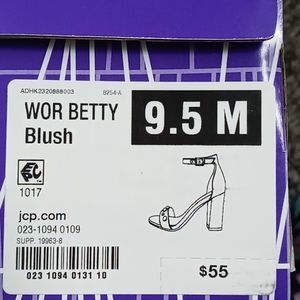 ADHK2320888003 8254-A
WOR BETTY
Blush
9.5 M
1017
jcp.com
023-1094 0109
SUPP. 19963-8
023 1094 0131 10
$55